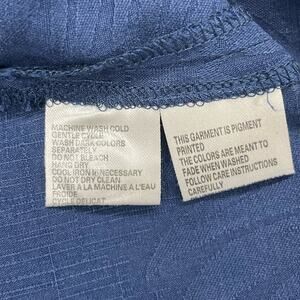 MACHINE WASH COLD
GENTLE CYCLE
WASH DARK COLORS
SEPARATELY
DO NOT BLEACH
HANG DRY
COOL IRON IF NECESSARY
DO NOT DRY CLEAN
LAVER A LA MACHINE A L'EAU
FROIDE
CYCLE DELICAT
THIS GARMENT IS PIGMENT
PRINTED
THE COLORS ARE MEANT TO
FADE WHEN WASHED
FOLLOW CARE INSTRUCTIONS
CAREFULLY